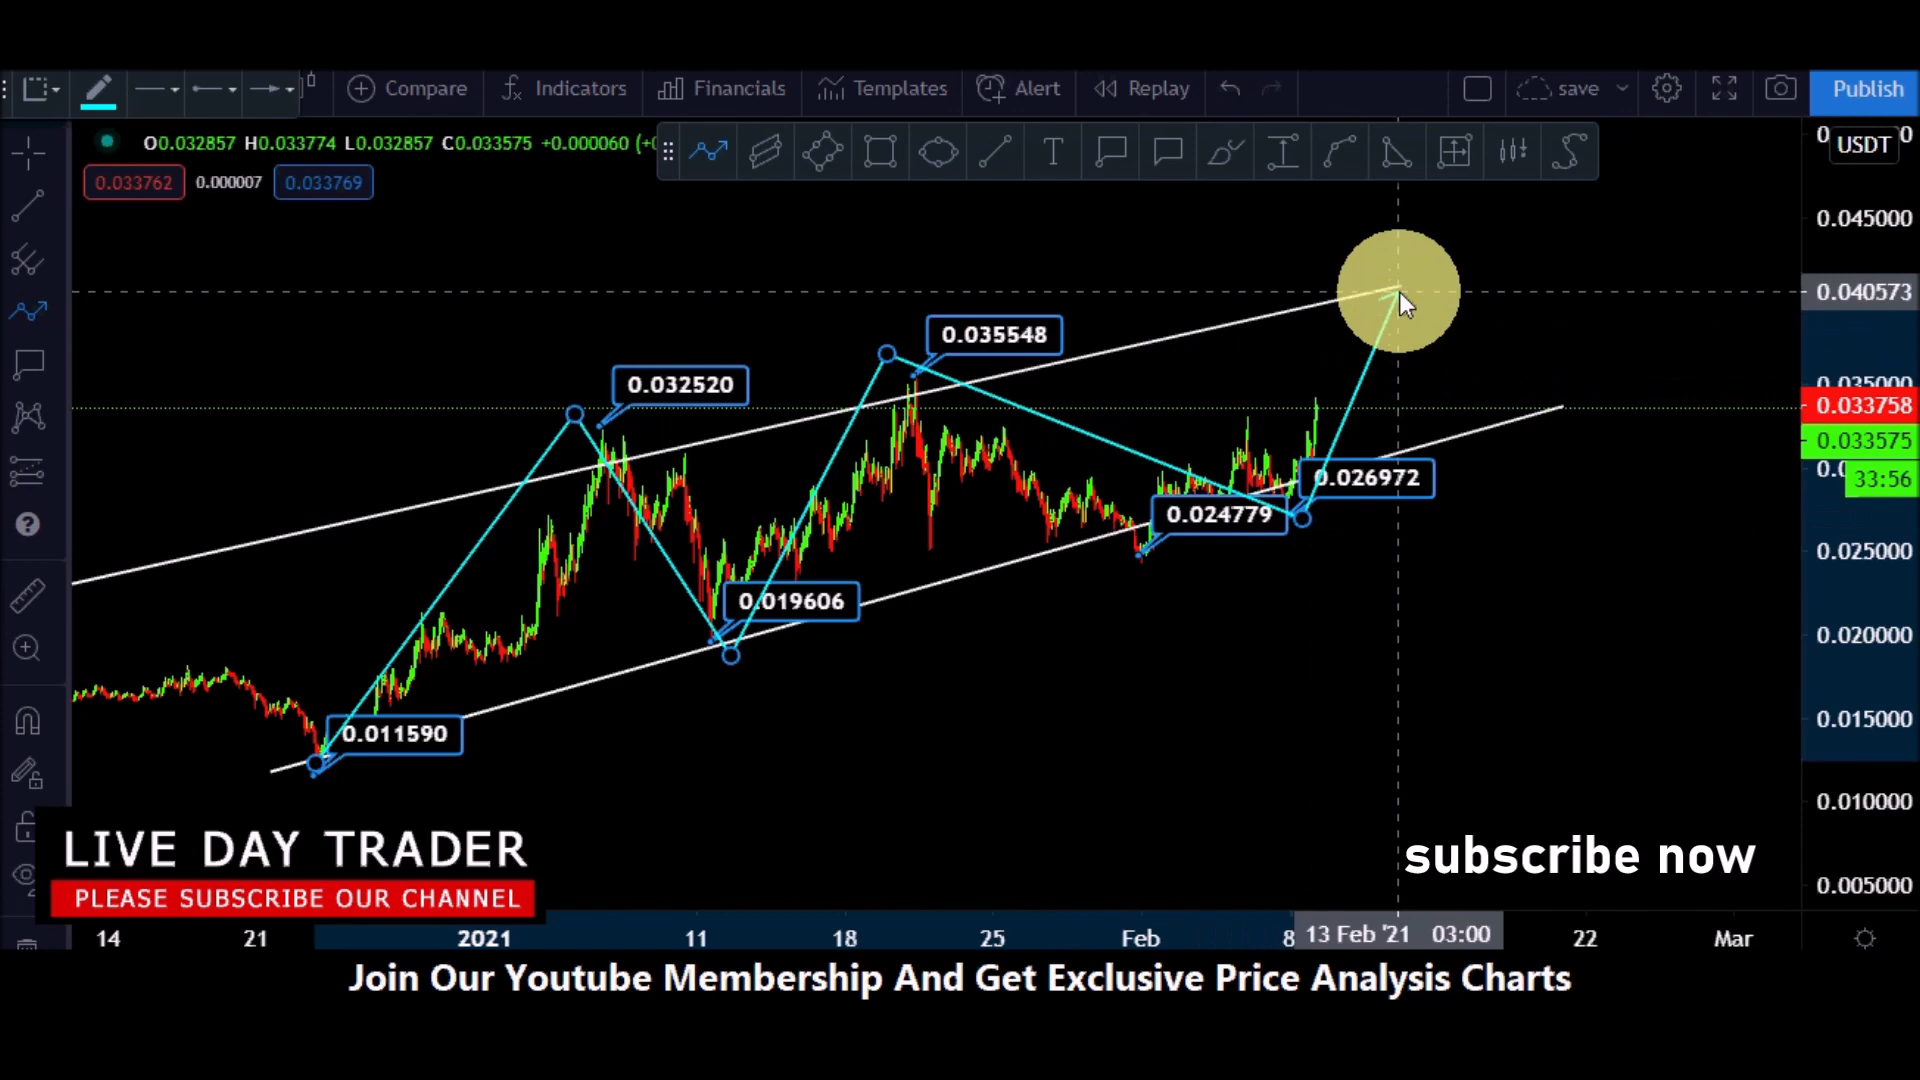 Compare Indicators Financials Templates Alert Replay save Publish
O0.032857 H0.033774 L0.032857 C0.033575 +0.000060
USDT
0.033762 0.000007 0.033769
0.045000
0.040573
0.035548
0.032520
0.035000
0.033758
0.033575
33:56
0.026972
0.024779
0.025000
0.019606
0.020000
0.011590
0.015000
0.010000
LIVE DAY TRADER
PLEASE SUBSCRIBE OUR CHANNEL
subscribe now
0.005000
14 21 2021 11 18 25 Feb 8 13 Feb '21 03:00 22 Mar
Join Our Youtube Membership And Get Exclusive Price Analysis Charts